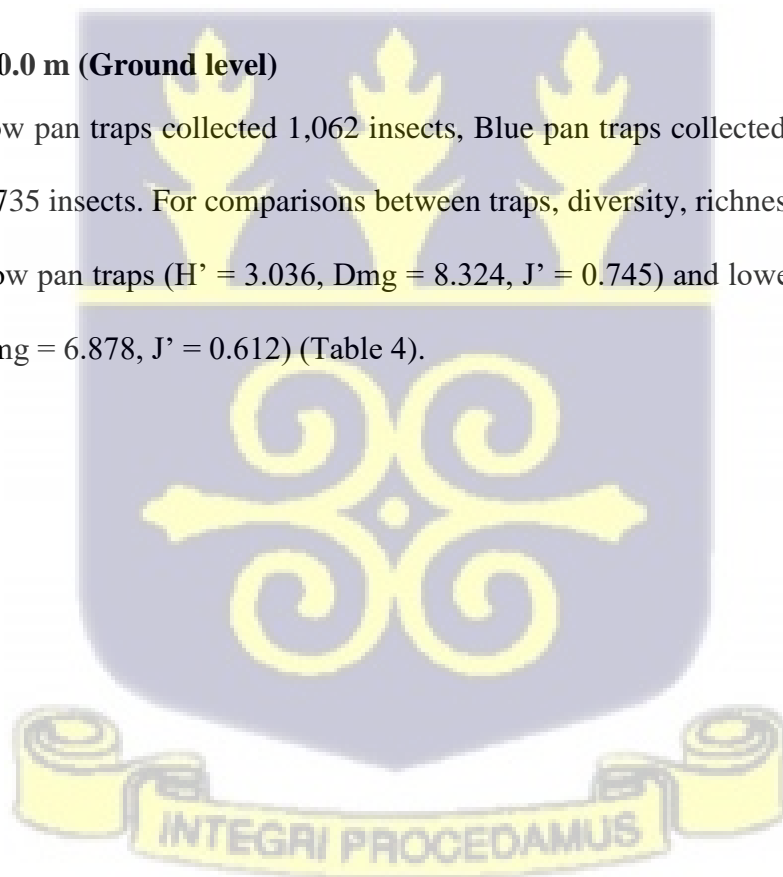 0.0 m (Ground level)
ow pan traps collected 1,062 insects, Blue pan traps collected
735 insects. For comparisons between traps, diversity, richnes
ow pan traps (H’ = 3.036, Dmg = 8.324, J’ = 0.745) and lowe
mg = 6.878, J’ = 0.612) (Table 4).
INTEGRI PROCEDAMUS